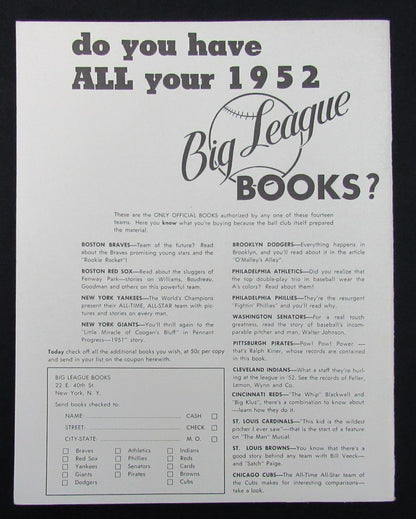 do you have
ALL your 1952
Big League
BOOKS?
These are the ONLY OFFICIAL BOOKS authorized by any one of these fourteen
teams. Here you know what you're buying because the ball club itself prepared
the material.
BOSTON BRAVES—Team of the future? Read
about the Braves promising young stars and the
"Rookie Rocket"!
BOSTON RED SOX—Read about the sluggers of
Fenway Park—stories on Williams, Boudreau,
Goodman and others on this powerful team.
NEW YORK YANKEES—The World's Champions
present their ALL-TIME, ALL-STAR team with pic-
tures and stories on every man.
NEW YORK GIANTS—You'll thrill again to the
"Little Miracle of Coogan's Bluff" in Pennant
Progress—1951" story.
Today check off all the additional books you wish, at 50c per copy
and send in your list on the coupon herewith.
BIG LEAGUE BOOKS
22 E. 40th St
New York, N. Y.
Send books checked to:
NAME: CASH
STREET: CHECK
CITY-STATE: M. O.
Braves Athletics Indians
Red Sox Phillies Reds
Yankees Senators Cards
Giants Pirates Browns
Dodgers Cubs
BROOKLYN DODGERS—Everything happens in
Brooklyn, and you'll read about it in the article
"O'Malley's Alley".
PHILADELPHIA ATHLETICS—Did you realize that
the top double-play trio in baseball wear the
A's colors? Read about them!
PHILADELPHIA PHILLIES—They're the resurgent
"Fightin' Phillies" and you'll read why.
WASHINGTON SENATORS—For a real touch
greatness, read the story of baseball's incom-
parable pitcher and man, Walter Johnson.
PITTSBURGH PIRATES—Pow! Pow! Power —
that's Ralph Kiner, whose records are contained
in this book.
CLEVELAND INDIANS—What a staff they're hurl-
ing at the league in '52. See the records of Feller,
Lemon, Wynn and Co.
CINCINNATI REDS—"The Whip" Blackwell and
"Big Kluz", there's a combination to know about
—learn how they do it.
ST. LOUIS CARDINALS—"This kid is the wildest
pitcher I ever saw"—that is the start of a feature
on "The Man" Musial.
ST. LOUIS BROWNS—You know that there's a
good story behind any team with Bill Veeck—
and "Satch" Paige.
CHICAGO CUBS—The All-Time All-Star team of
the Cubs makes for interesting comparisons—
take a look.